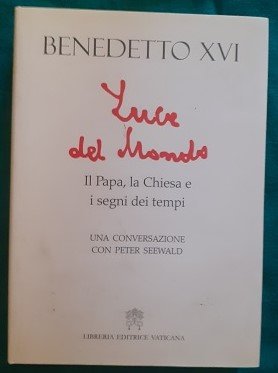 BENEDETTO XVI
Luce
del Mondo
Il Papa, la Chiesa e
i segni dei tempi
UNA CONVERSAZIONE
CON PETER SEEWALD
LIBRERIA EDITRICE VATICANA